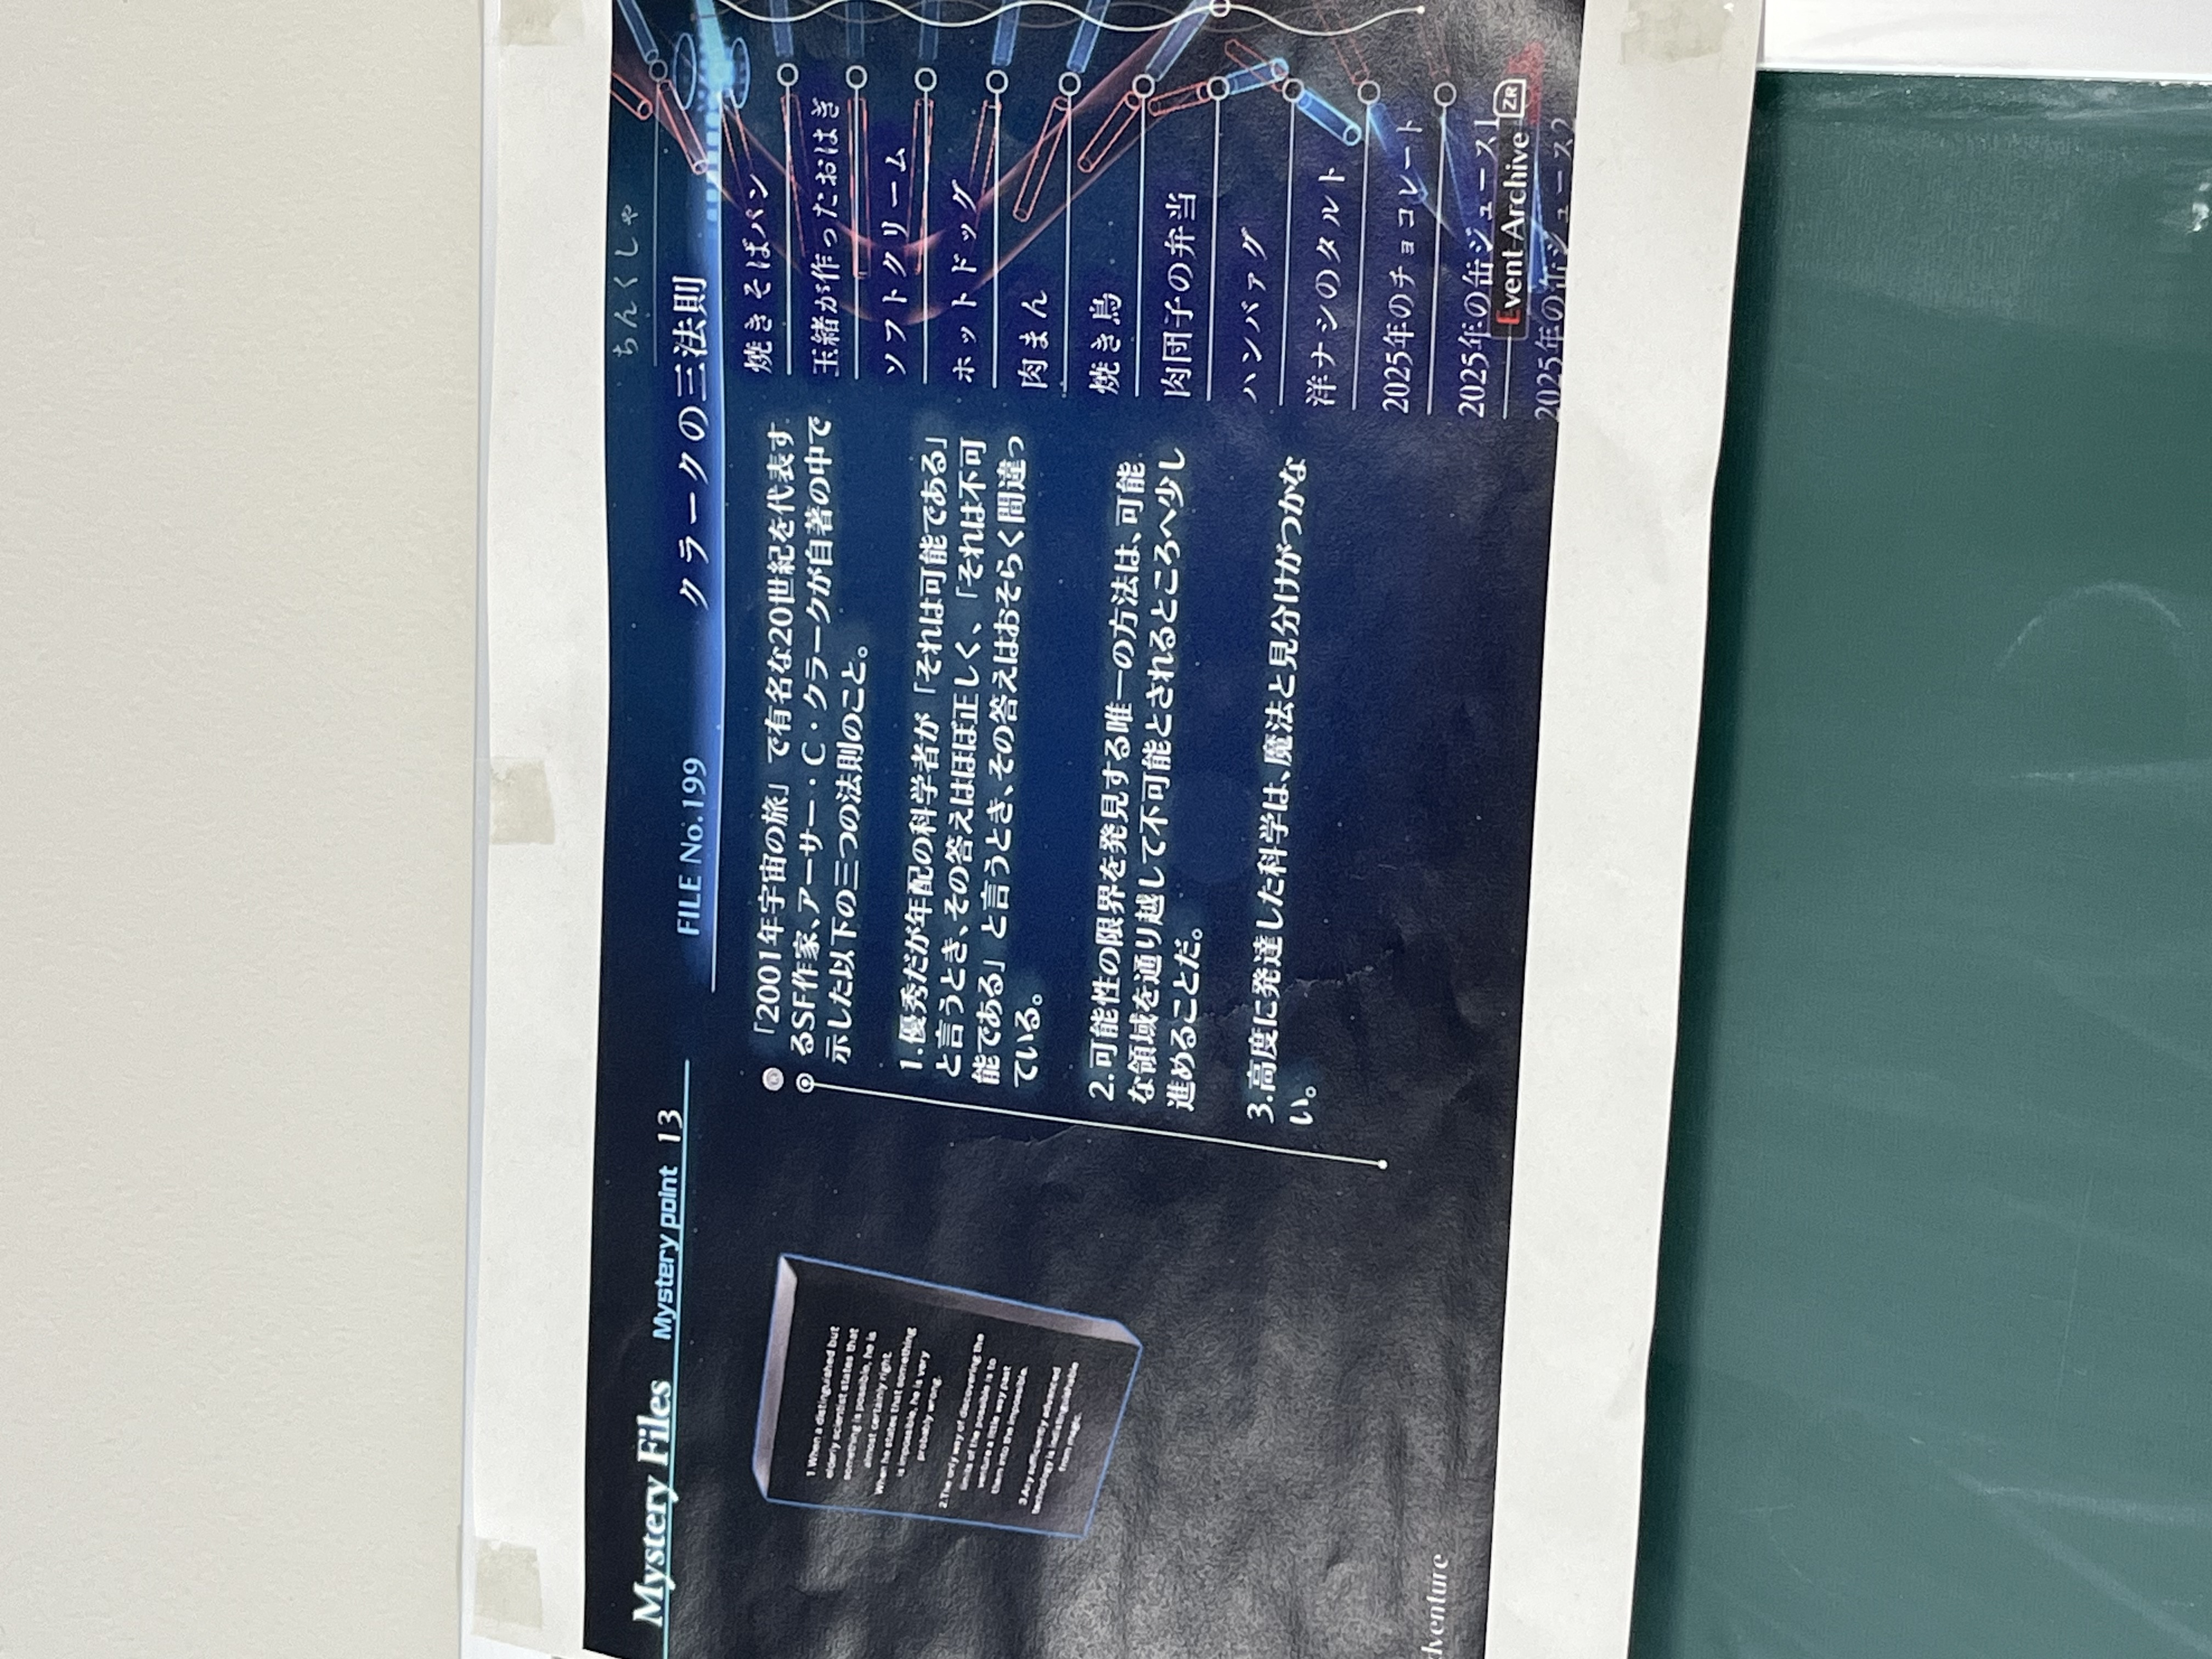 Mystery Files
Mystery point 13
FILE No.199
クラークの三法則
1.When a distinguished but
elderly scientist states that
something is possible, he is
almost certainly right.
When he states that something
is impossible, he is very
probably wrong.
2.The only way of discovering the
limits of the possible is to
venture a little way past
them into the impossible.
3.Any sufficiently advanced
technology is indistinguishable
from magic.
「2001年宇宙の旅」で有名な20世紀を代表す
るSF作家、アーサー・C・クラークが自著の中で
示した以下の三つの法則のこと。
1.優秀だが年配の科学者が「それは可能である」
と言うとき、その答えはほぼ正しく、「それは不可
能である」と言うとき、その答えはおそらく間違っ
ている。
2.可能性の限界を発見する唯一の方法は、可能
な領域を通り越して不可能とされるところへ少し
進めることだ。
3.高度に発達した科学は、魔法と見分けがつかな
い。
ちんくしゃ
焼きそばパン
玉緒が作ったおはぎ
ソフトクリーム
ホットドッグ
肉まん
焼き鳥
肉団子の弁当
ハンバァグ
洋ナシのタルト
2025年のチョコレート
2025年の缶ジュース1
Event Archive ZR
2025年の缶ジュース2
dventure